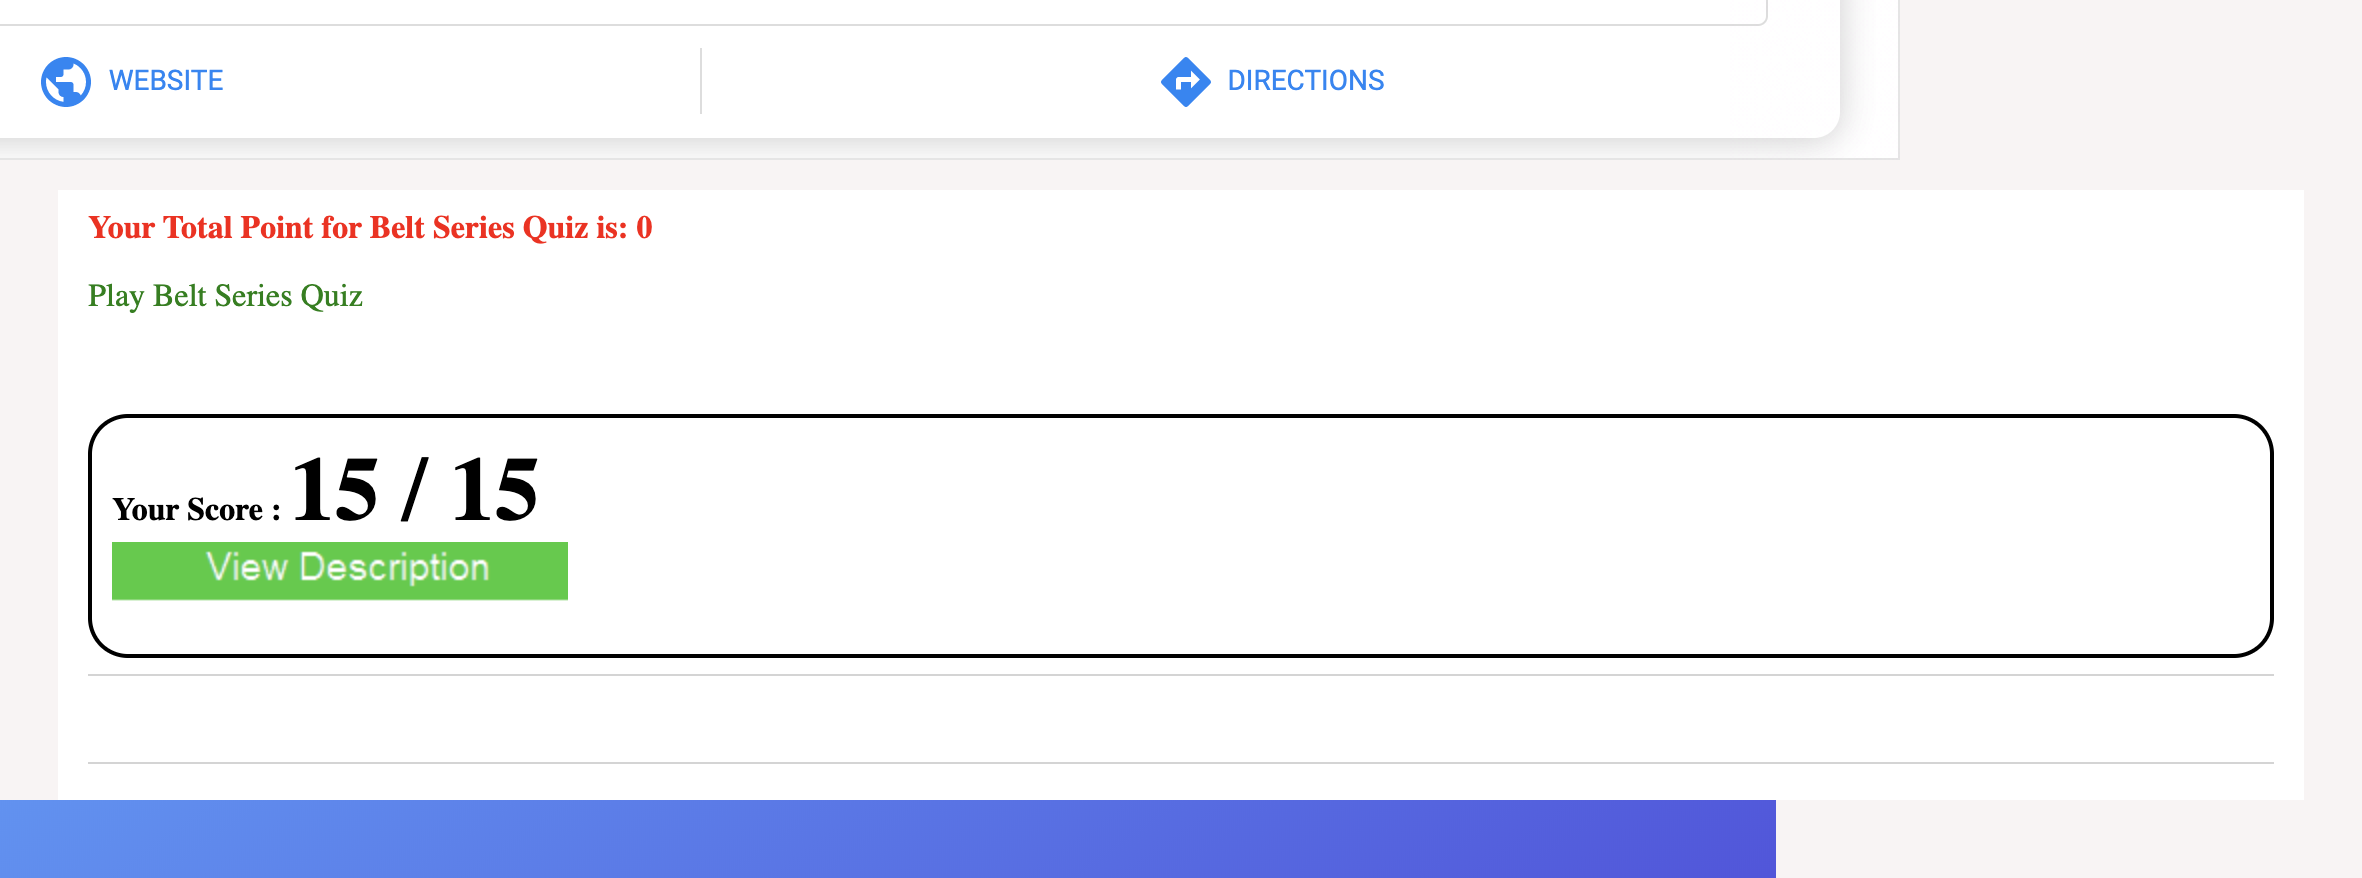 WEBSITE
DIRECTIONS
Your Total Point for Belt Series Quiz is: 0
Play Belt Series Quiz
Your Score : 15 / 15
View Description